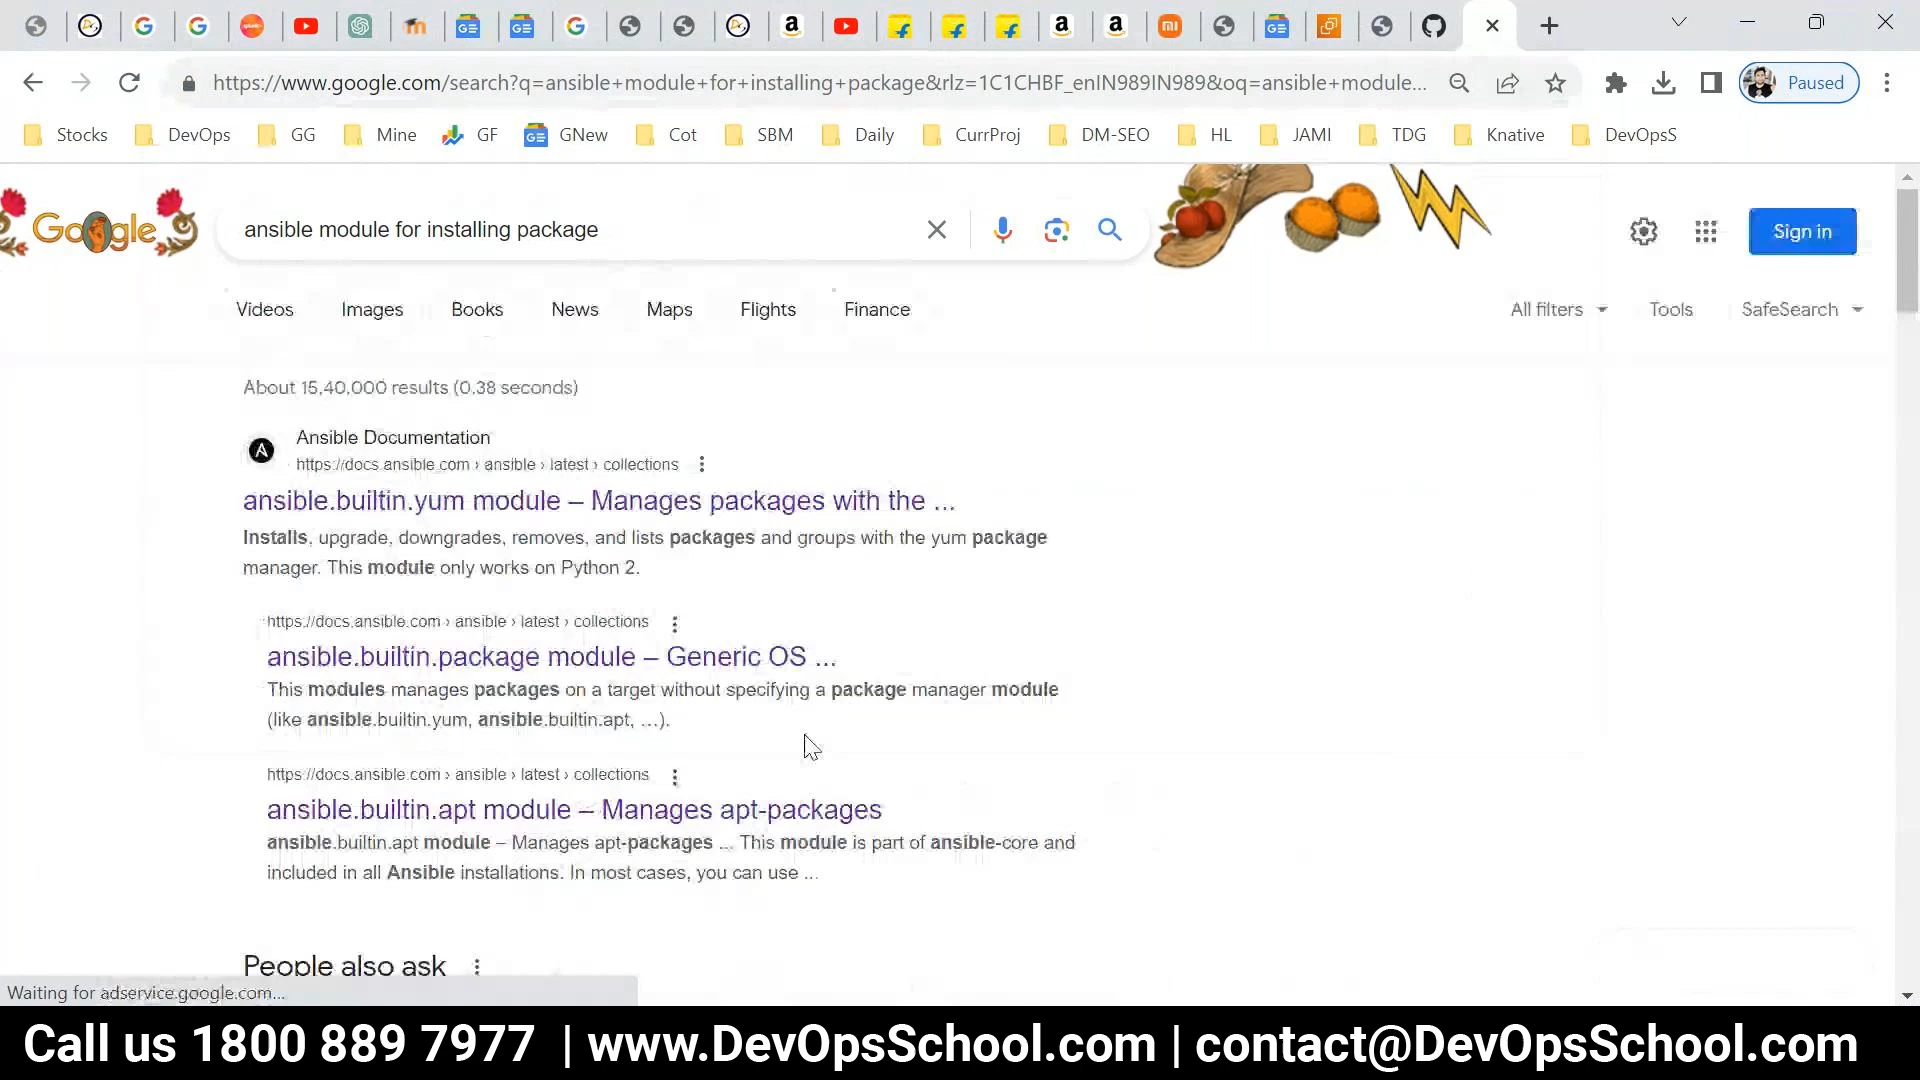 https://www.google.com/search?q=ansible+module+for+installing+package&rlz=1C1CHBF_enIN989IN989&oq=ansible+module...
Paused
Stocks DevOps GG Mine GF GE GNew Cot SBM Daily CurrProj DM-SEO HL JAMI TDG Knative DevOpsS
Google
ansible module for installing package
Sign in
Videos Images Books News Maps Flights Finance All filters Tools SafeSearch
About 15,40,000 results (0.38 seconds)
Ansible Documentation
https://docs.ansible.com › ansible › latest › collections
ansible.builtin.yum module – Manages packages with the ...
Installs, upgrade, downgrades, removes, and lists packages and groups with the yum package
manager. This module only works on Python 2.
https://docs.ansible.com › ansible › latest › collections
ansible.builtin.package module – Generic OS ...
This modules manages packages on a target without specifying a package manager module
(like ansible.builtin.yum, ansible.builtin.apt, ...).
https://docs.ansible.com › ansible › latest › collections
ansible.builtin.apt module – Manages apt-packages
ansible.builtin.apt module – Manages apt-packages ... This module is part of ansible-core and
included in all Ansible installations. In most cases, you can use ...
People also ask
Waiting for adservice.google.com...
Call us 1800 889 7977 | www.DevOpsSchool.com | contact@DevOpsSchool.com